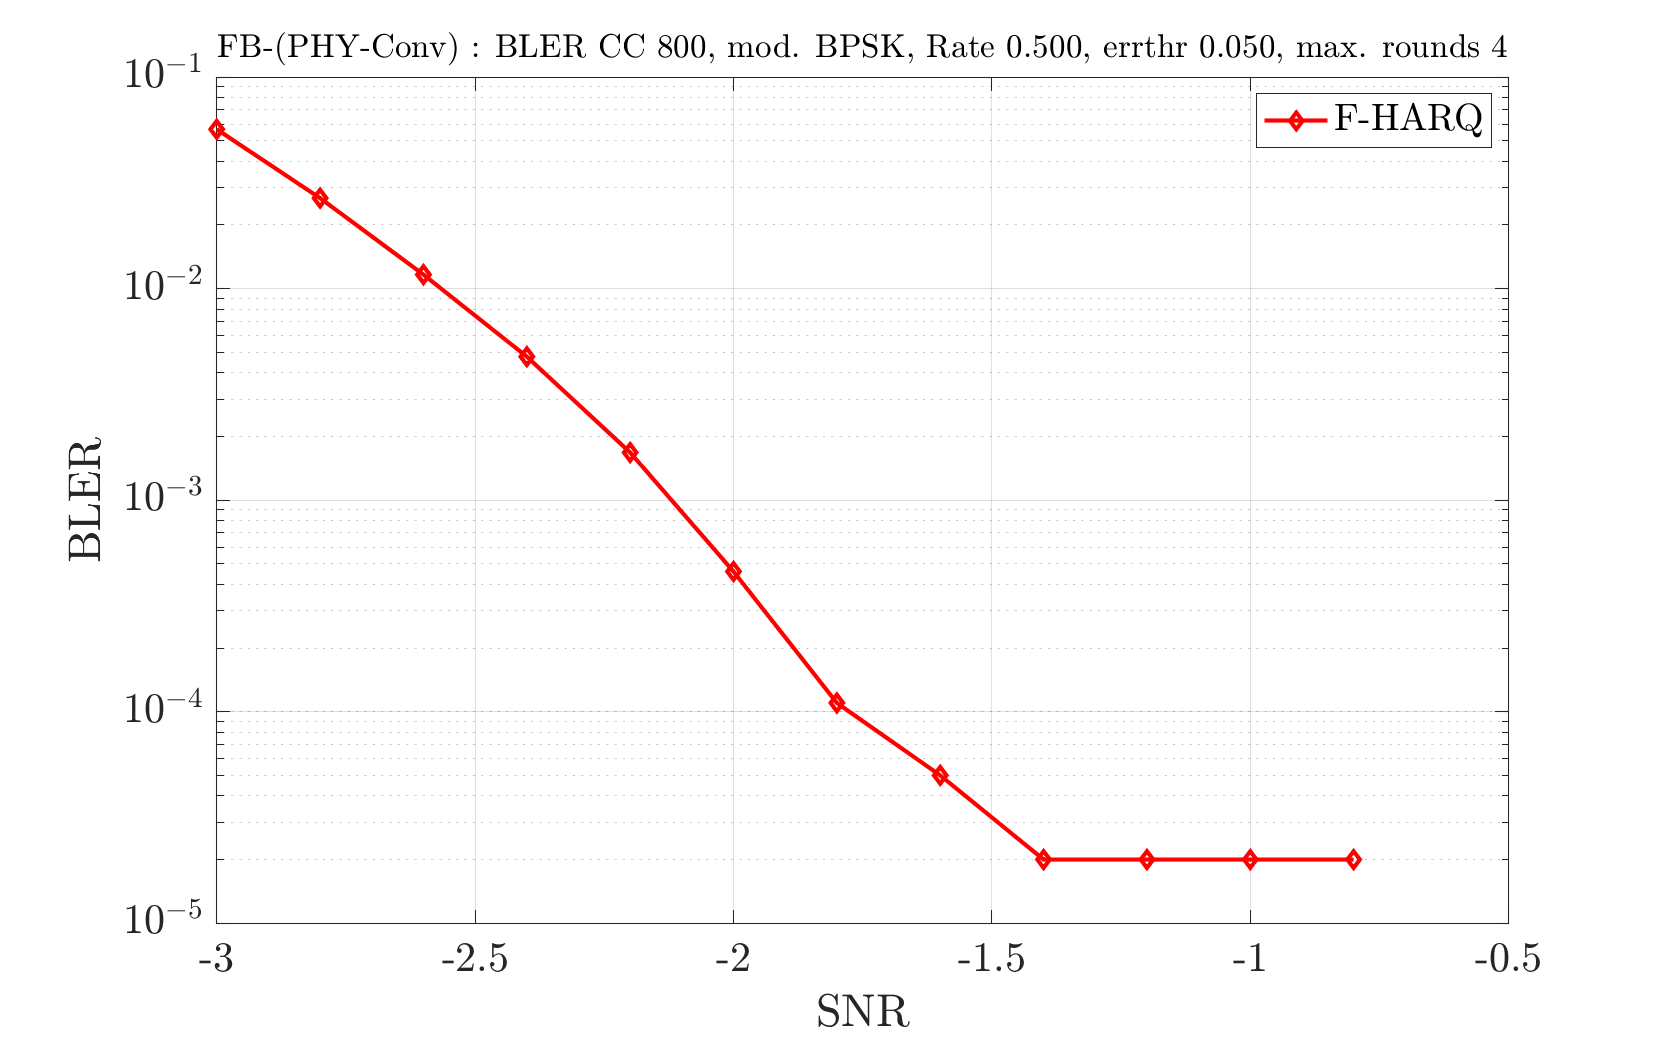 FB-(PHY-Conv) : BLER CC 800, mod. BPSK, Rate 0.500, errthr 0.050, max. rounds 4
F-HARQ
10⁻¹
10⁻²
10⁻³
10⁻⁴
10⁻⁵
BLER
-3 -2.5 -2 -1.5 -1 -0.5
SNR